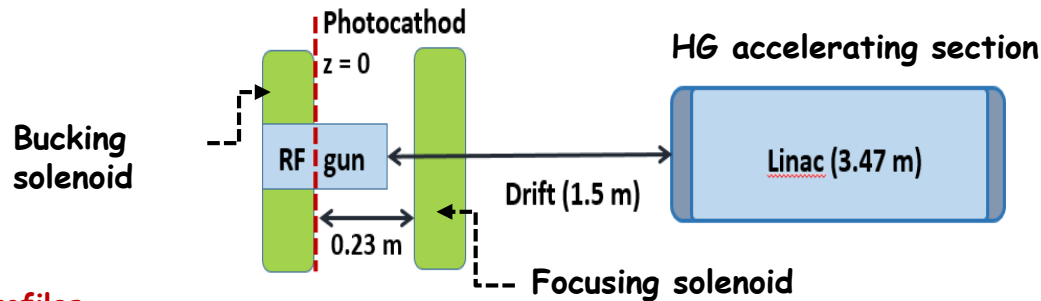 Photocathod
z = 0
HG accelerating section
Bucking
solenoid
RF gun
Linac (3.47 m)
Drift (1.5 m)
0.23 m
Focusing solenoid